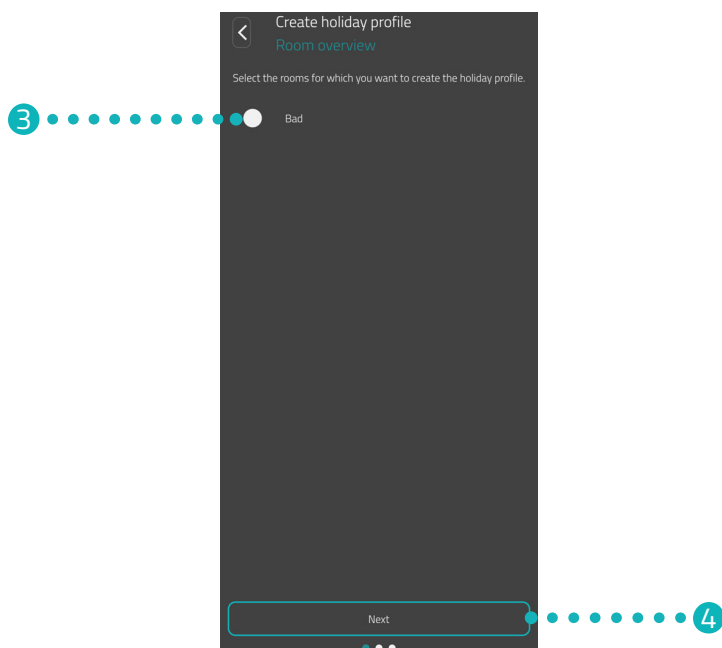 Create holiday profile
Room overview
Select the rooms for which you want to create the holiday profile.
3
Bad
Next
4